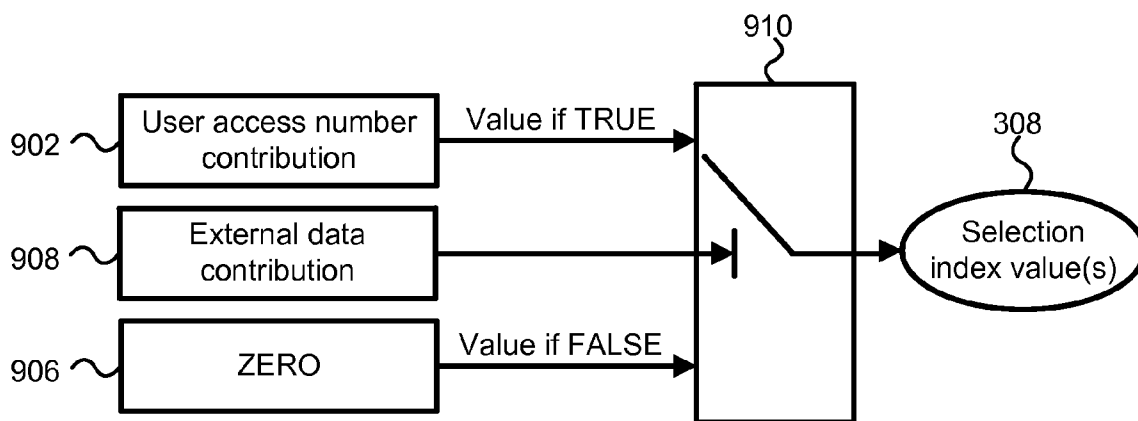 910
User access number
contribution
Value if TRUE
902
308
External data
contribution
908
Selection
index value(s)
ZERO
Value if FALSE
906